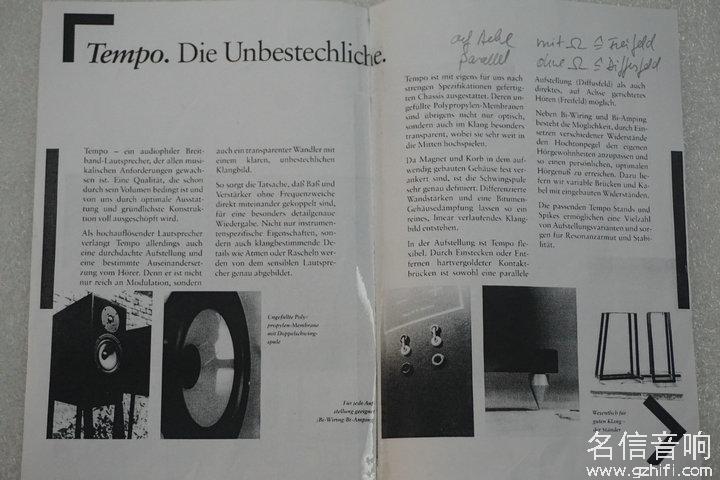 Tempo. Die Unbestechliche.
auf Achse
parallel
mit Ω ≙ Freifeld
ohne Ω ≙ Diffusfeld
Tempo – ein audiophiler Breit-
band-Lautsprecher, der allen musi-
kalischen Anforderungen gewach-
sen ist. Eine Qualität, die schon
durch sein Volumen bedingt ist und
von uns durch optimale Ausstat-
tung und gründlichste Konstruk-
tion voll ausgeschöpft wird.
Als hochauflösender Lautsprecher
verlangt Tempo allerdings auch
eine durchdachte Aufstellung und
eine bestimmte Auseinanderset-
zung vom Hörer. Denn er ist nicht
nur reich an Modulation, sondern
auch ein transparenter Wandler mit
einem klaren, unbestechlichen
Klangbild.
So sorgt die Tatsache, daß Baß und
Verstärker ohne Frequenzweiche
direkt miteinander gekoppelt sind,
für eine besonders detailgenaue
Wiedergabe. Nicht nur instrumen-
tenspezifische Eigenschaften, son-
dern auch klangbestimmende De-
tails wie Atmen oder Rascheln wer-
den von dem sensiblen Lautspre-
cher genau abgebildet.
Tempo ist mit eigens für uns nach
strengen Spezifikationen gefertig-
ten Chassis ausgestattet. Deren un-
gefüllte Polypropylen-Membranen
sind übrigens nicht nur optisch,
sondern auch im Klang besonders
transparent, wobei sie sehr weit in
die Mitten hochspielen.
Da Magnet und Korb in dem auf-
wendig gebauten Gehäuse fest ver-
ankert sind, ist die Schwingspule
sehr genau definiert. Differenzierte
Wandstärken und eine Bitumen-
Gehäusedämpfung lassen so ein
reines, linear verlaufendes Klang-
bild entstehen.
In der Aufstellung ist Tempo fle-
xibel. Durch Einstecken oder Ent-
fernen hartvergoldeter Kontakt-
brücken ist sowohl eine parallele
Aufstellung (Diffusfeld) als auch
direktes, auf Achse gerichtetes
Hören (Freifeld) möglich.
Neben Bi-Wiring und Bi-Amping
besteht die Möglichkeit, durch Ein-
setzen verschiedener Widerstände
den Hochtonpegel den eigenen
Hörgewohnheiten anzupassen und
so einen persönlichen, optimalen
Hörgenuß zu erreichen. Dazu lie-
fern wir variable Brücken und Ka-
bel mit eingebauten Widerständen.
Die passenden Tempo Stands und
Spikes ermöglichen eine Vielzahl
von Aufstellungsvarianten und sor-
gen für Resonanzarmut und Stabi-
lität.
Ungefüllte Poly-
propylen-Membrane
mit Doppelschwing-
spule
Für jede Auf-
stellung geeignet
(Bi-Wiring/Bi-Amping)
Wesentlich für
guten Klang –
der Ständer
名信音响
www.gzhifi.com